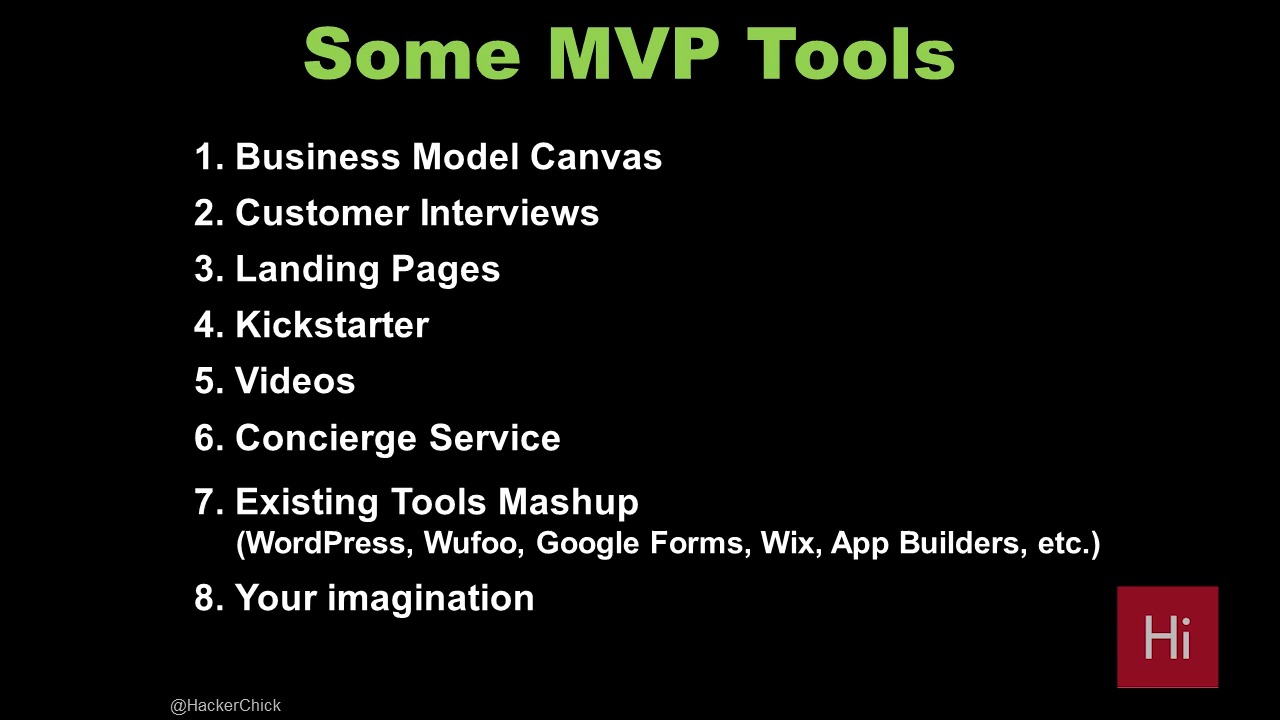 Some MVP Tools
1. Business Model Canvas
2. Customer Interviews
3. Landing Pages
4. Kickstarter
5. Videos
6. Concierge Service
7. Existing Tools Mashup
(WordPress, Wufoo, Google Forms, Wix, App Builders, etc.)
8. Your imagination
Hi
@HackerChick